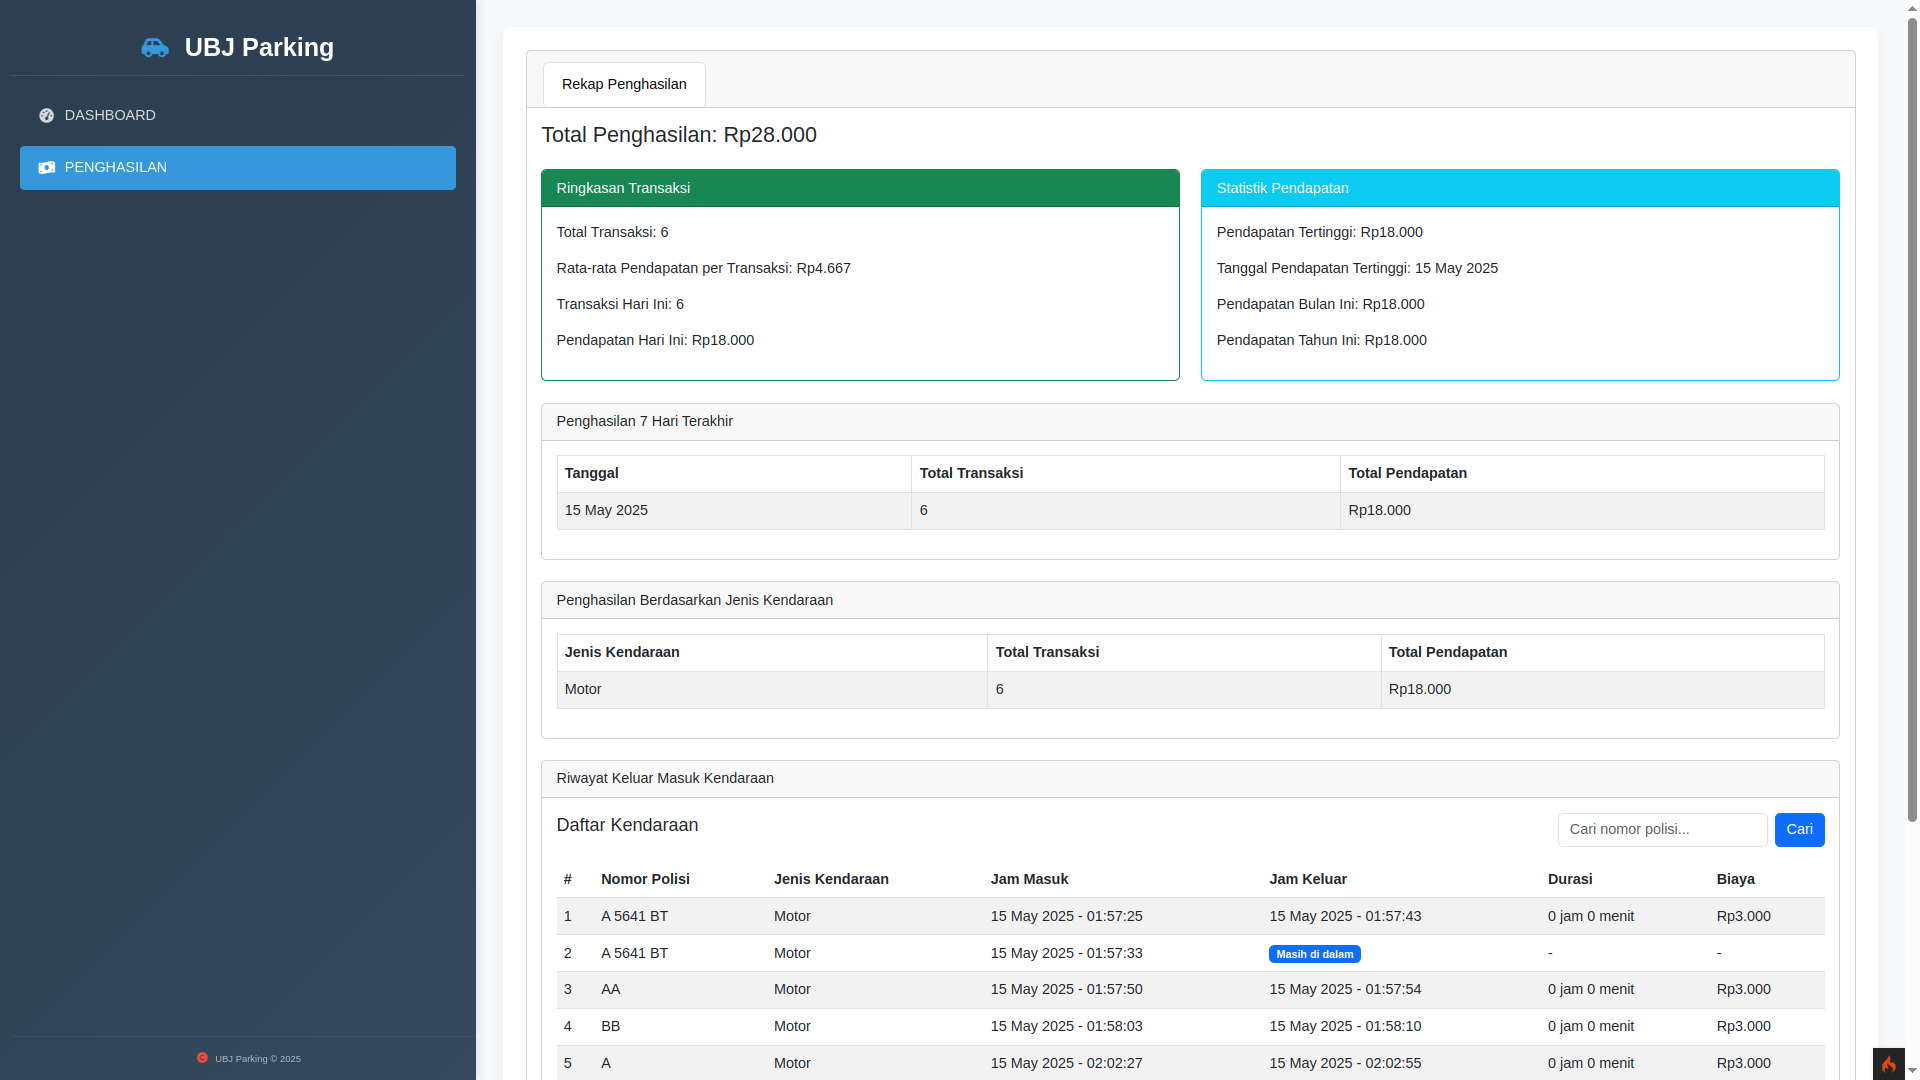 UBJ Parking
DASHBOARD
PENGHASILAN
UBJ Parking © 2025
Rekap Penghasilan
Total Penghasilan: Rp28.000
Ringkasan Transaksi
Total Transaksi: 6
Rata-rata Pendapatan per Transaksi: Rp4.667
Transaksi Hari Ini: 6
Pendapatan Hari Ini: Rp18.000
Statistik Pendapatan
Pendapatan Tertinggi: Rp18.000
Tanggal Pendapatan Tertinggi: 15 May 2025
Pendapatan Bulan Ini: Rp18.000
Pendapatan Tahun Ini: Rp18.000
Penghasilan 7 Hari Terakhir
Tanggal Total Transaksi Total Pendapatan
15 May 2025 6 Rp18.000
Penghasilan Berdasarkan Jenis Kendaraan
Jenis Kendaraan Total Transaksi Total Pendapatan
Motor 6 Rp18.000
Riwayat Keluar Masuk Kendaraan
Daftar Kendaraan
Cari nomor polisi... Cari
# Nomor Polisi Jenis Kendaraan Jam Masuk Jam Keluar Durasi Biaya
1 A 5641 BT Motor 15 May 2025 - 01:57:25 15 May 2025 - 01:57:43 0 jam 0 menit Rp3.000
2 A 5641 BT Motor 15 May 2025 - 01:57:33 Masih di dalam - -
3 AA Motor 15 May 2025 - 01:57:50 15 May 2025 - 01:57:54 0 jam 0 menit Rp3.000
4 BB Motor 15 May 2025 - 01:58:03 15 May 2025 - 01:58:10 0 jam 0 menit Rp3.000
5 A Motor 15 May 2025 - 02:02:27 15 May 2025 - 02:02:55 0 jam 0 menit Rp3.000